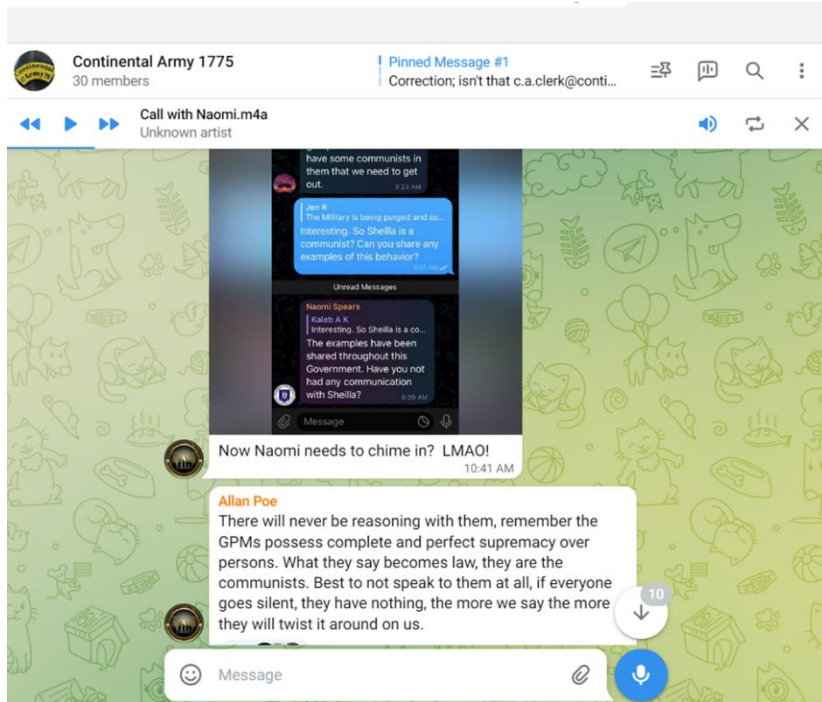 Continental Army 1775
30 members
Pinned Message #1
Correction; isn't that c.a.clerk@conti...
Call with Naomi.m4a
Unknown artist
have some communists in
them that we need to get
out.
9:23 AM
Jen R
The Military is being purged and so...
Interesting. So Sheilla is a
communist? Can you share any
examples of this behavior?
Unread Messages
Naomi Spears
Kaleb A K
Interesting. So Sheilla is a co...
The examples have been
shared throughout this
Government. Have you not
had any communication
with Sheilla?
9:39 AM
Message
Now Naomi needs to chime in? LMAO!
10:41 AM
Allan Poe
There will never be reasoning with them, remember the
GPMs possess complete and perfect supremacy over
persons. What they say becomes law, they are the
communists. Best to not speak to them at all, if everyone
goes silent, they have nothing, the more we say the more
they will twist it around on us.
10
Message